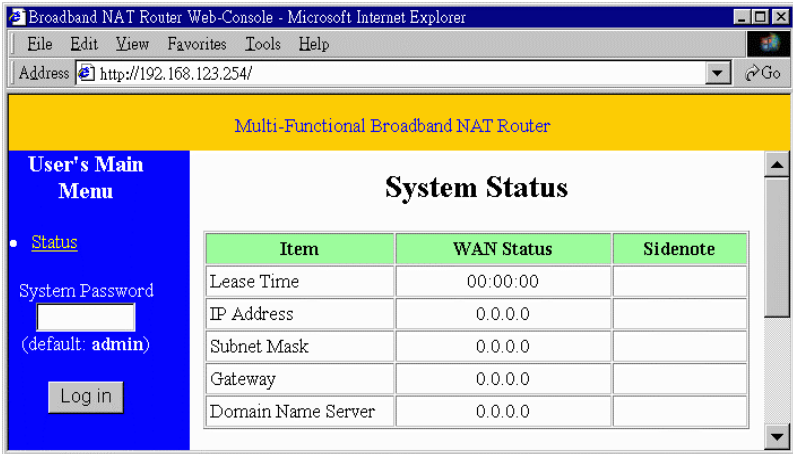 Broadband NAT Router Web-Console - Microsoft Internet Explorer
File Edit View Favorites Tools Help
Address http://192.168.123.254/ Go
Multi-Functional Broadband NAT Router
User's Main
Menu
Status
System Password
(default: admin)
Log in
System Status
Item WAN Status Sidenote
Lease Time 00:00:00
IP Address 0.0.0.0
Subnet Mask 0.0.0.0
Gateway 0.0.0.0
Domain Name Server 0.0.0.0